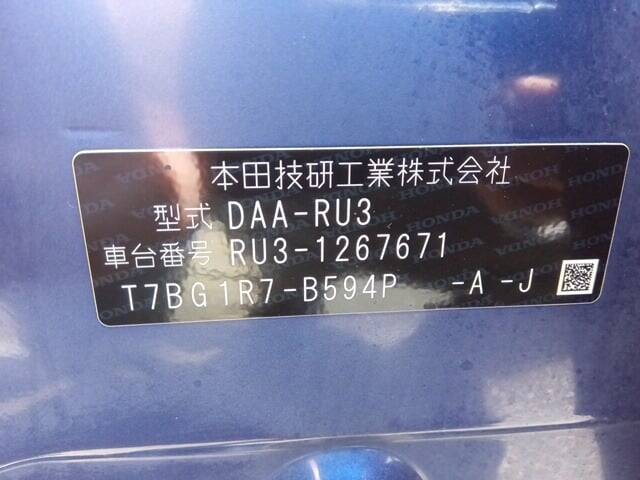 本田技研工業株式会社
型式 DAA-RU3
車台番号 RU3-1267671
T7BG1R7-B594P -A -J